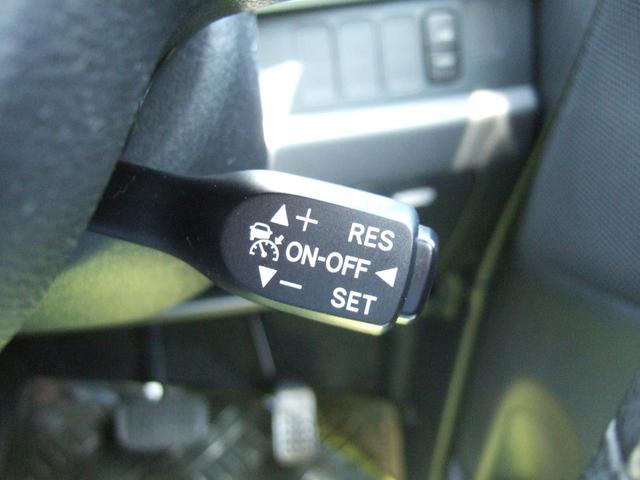 + RES
ON-OFF
- SET